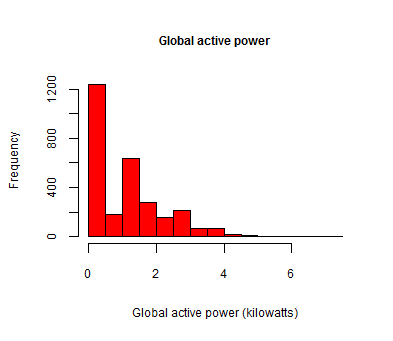 Global active power
Frequency
1200
800
400
0
0 2 4 6
Global active power (kilowatts)